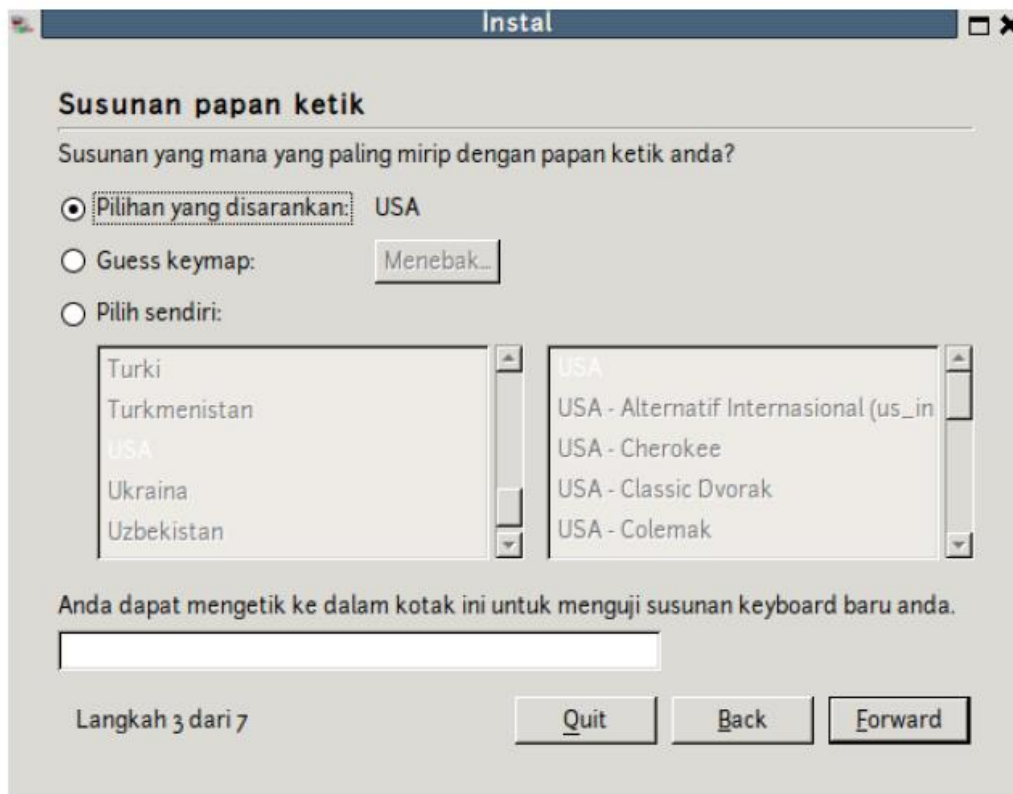 Instal
Susunan papan ketik
Susunan yang mana yang paling mirip dengan papan ketik anda?
Pilihan yang disarankan: USA
Guess keymap: Menebak...
Pilih sendiri:
Turki
Turkmenistan
USA
Ukraina
Uzbekistan
USA
USA - Alternatif Internasional (us_in
USA - Cherokee
USA - Classic Dvorak
USA - Colemak
Anda dapat mengetik ke dalam kotak ini untuk menguji susunan keyboard baru anda.
Langkah 3 dari 7
Quit Back Forward